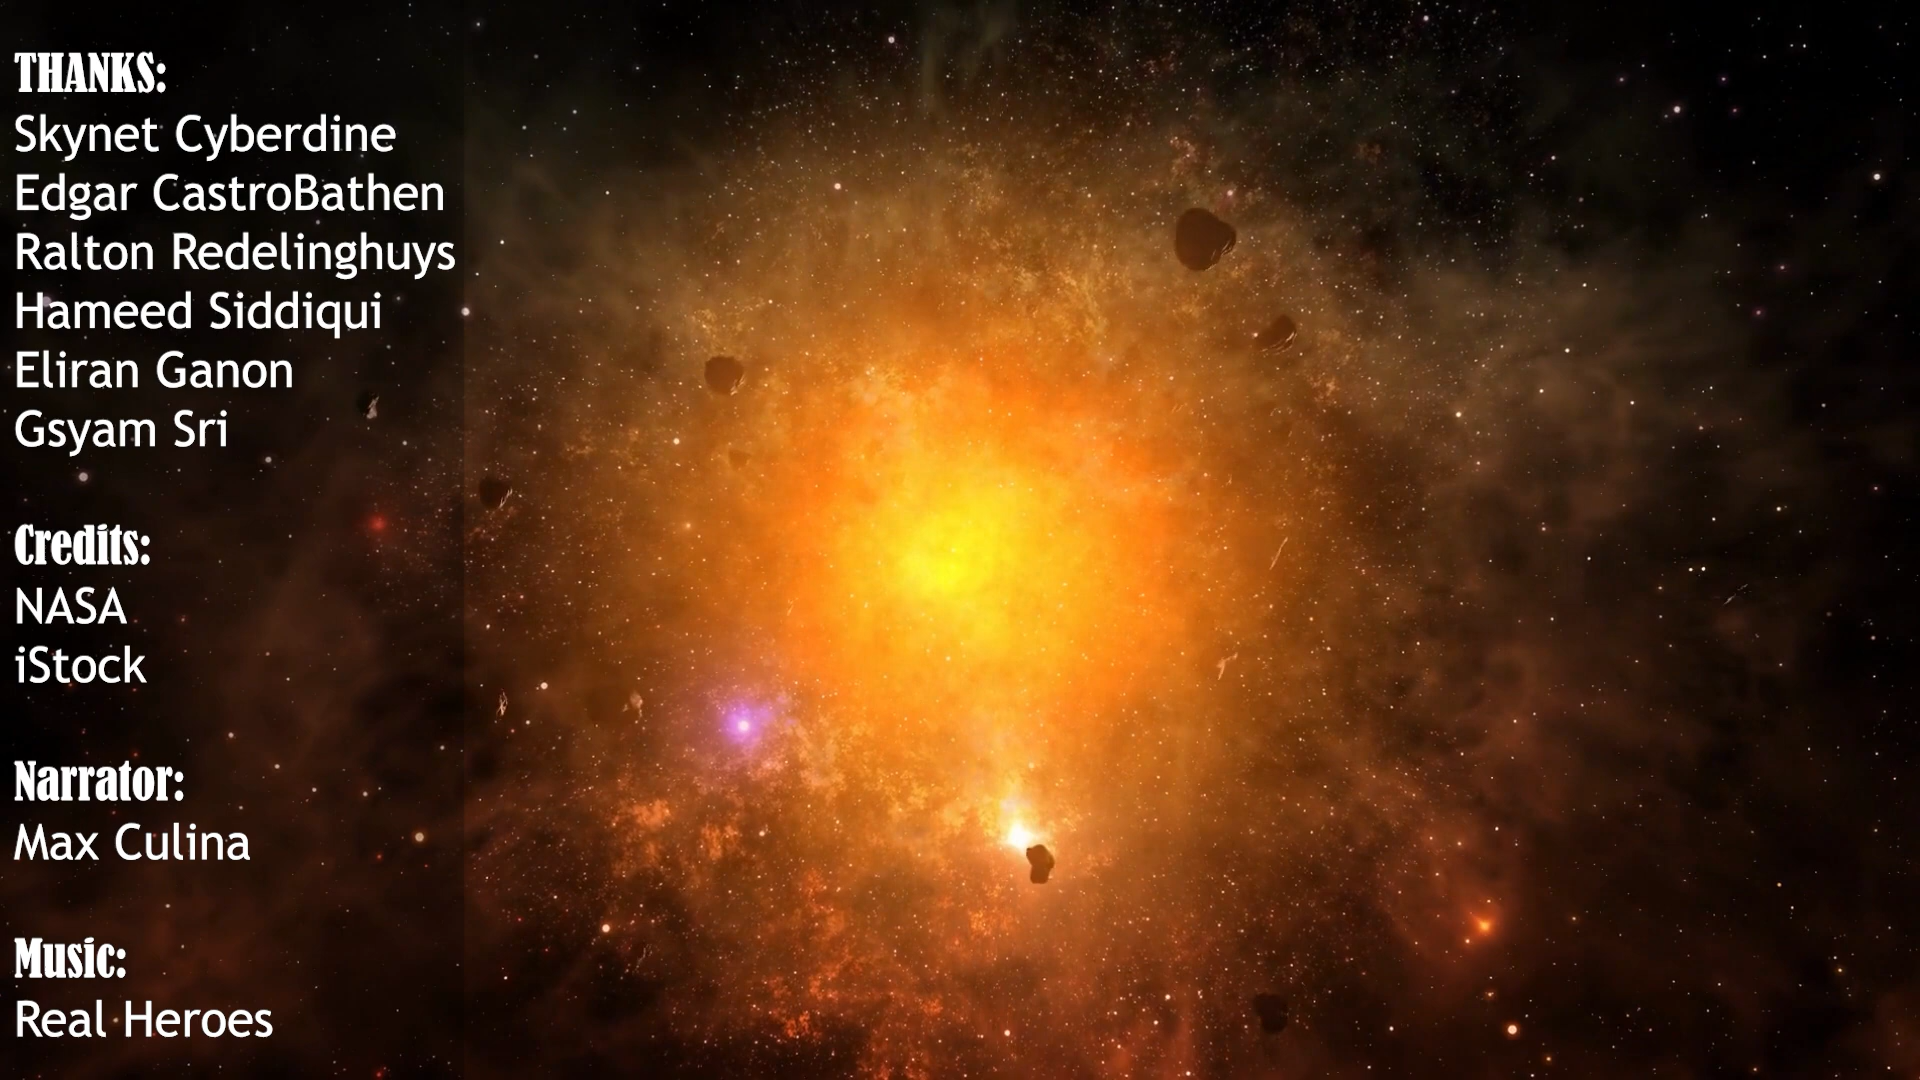 THANKS:
Skynet Cyberdine
Edgar CastroBathen
Ralton Redelinghuys
Hameed Siddiqui
Eliran Ganon
Gsyam Sri
Credits:
NASA
iStock
Narrator:
Max Culina
Music:
Real Heroes